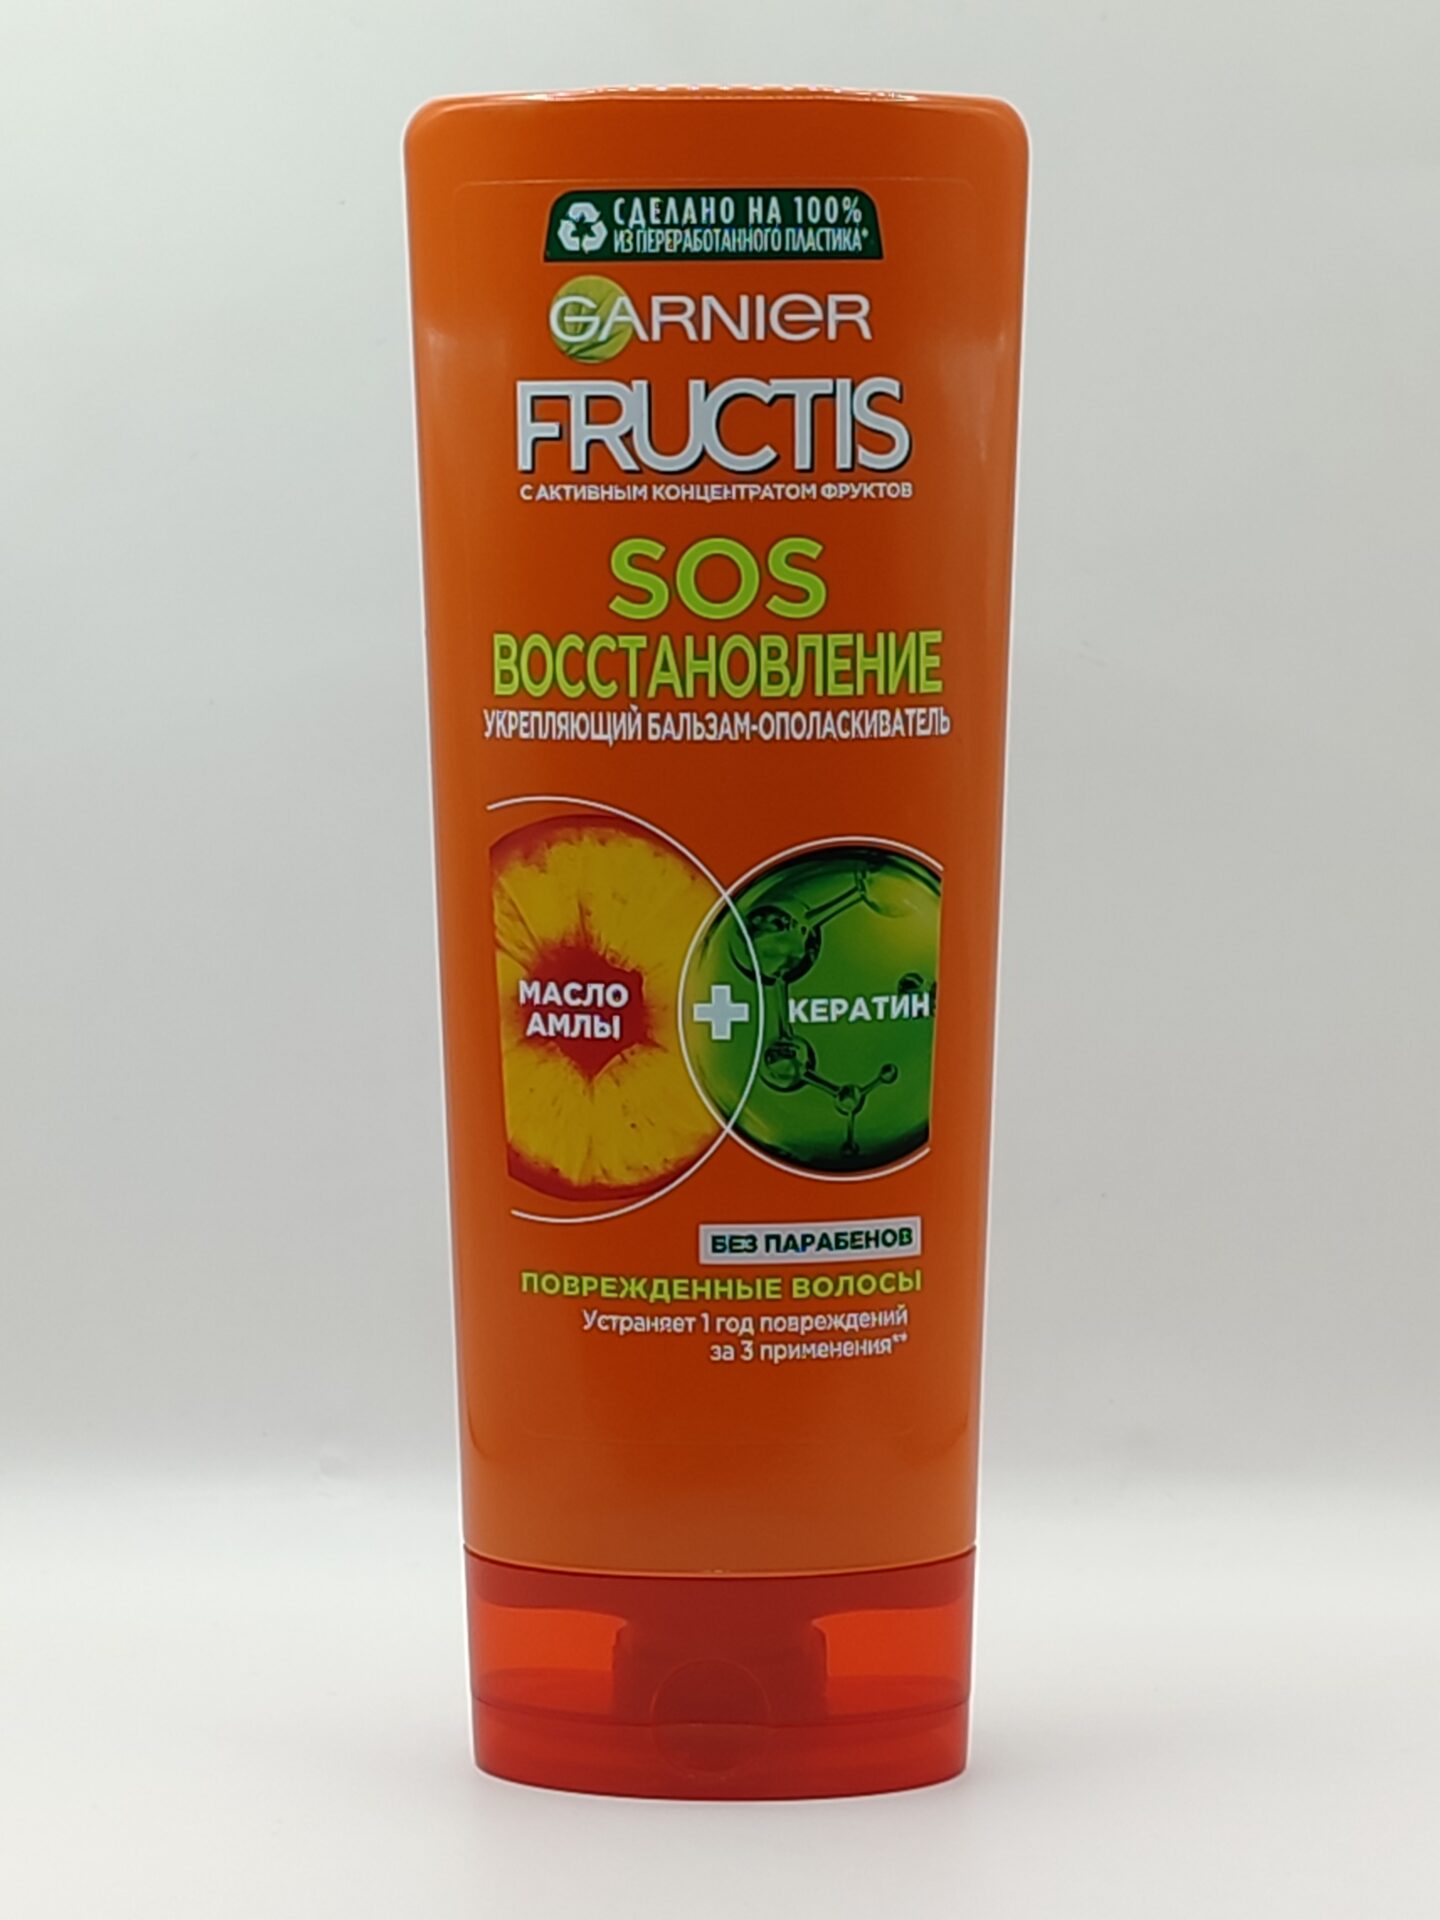 СДЕЛАНО НА 100%
ИЗ ПЕРЕРАБОТАННОГО ПЛАСТИКА*
GARNIER
FRUCTIS
С АКТИВНЫМ КОНЦЕНТРАТОМ ФРУКТОВ
SOS
ВОССТАНОВЛЕНИЕ
УКРЕПЛЯЮЩИЙ БАЛЬЗАМ-ОПОЛАСКИВАТЕЛЬ
МАСЛО
АМЛЫ
+
КЕРАТИН
БЕЗ ПАРАБЕНОВ
ПОВРЕЖДЕННЫЕ ВОЛОСЫ
Устраняет 1 год повреждений
за 3 применения**